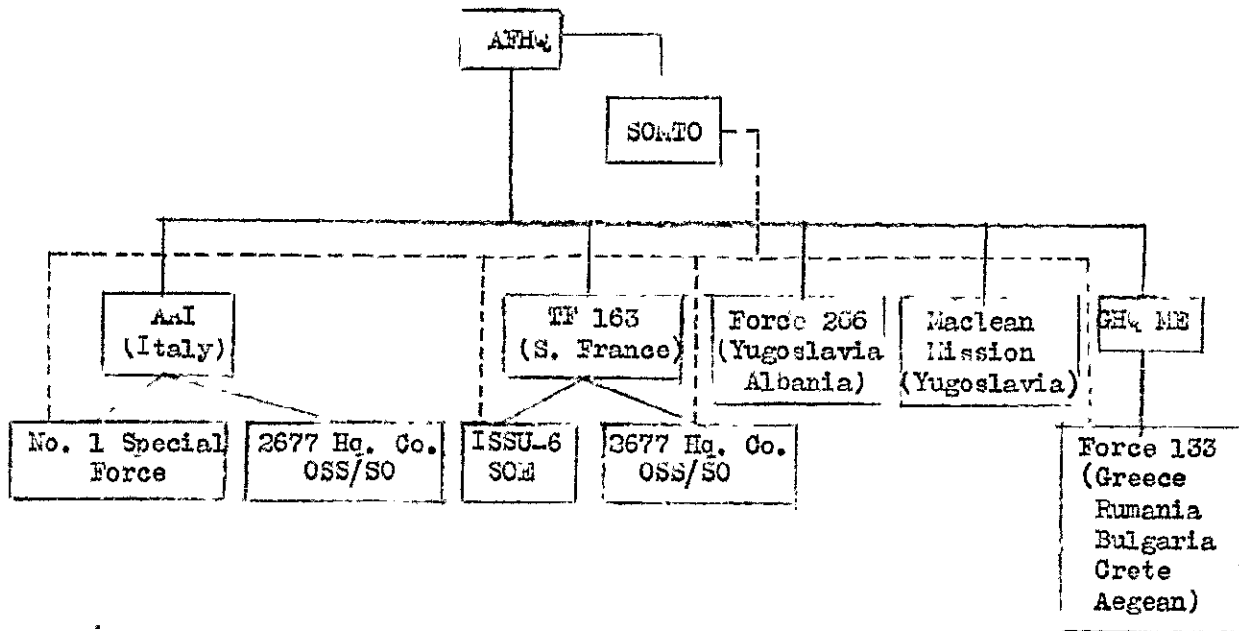 AFHQ
SOMTO
AAI
(Italy)
TF 163
(S. France)
Force 266
(Yugoslavia
Albania)
Maclean
Mission
(Yugoslavia)
GHQ ME
No. 1 Special
Force
2677 Hq. Co.
OSS/SO
ISSU-6
SOE
2677 Hq. Co.
OSS/SO
Force 133
(Greece
Rumania
Bulgaria
Crete
Aegean)